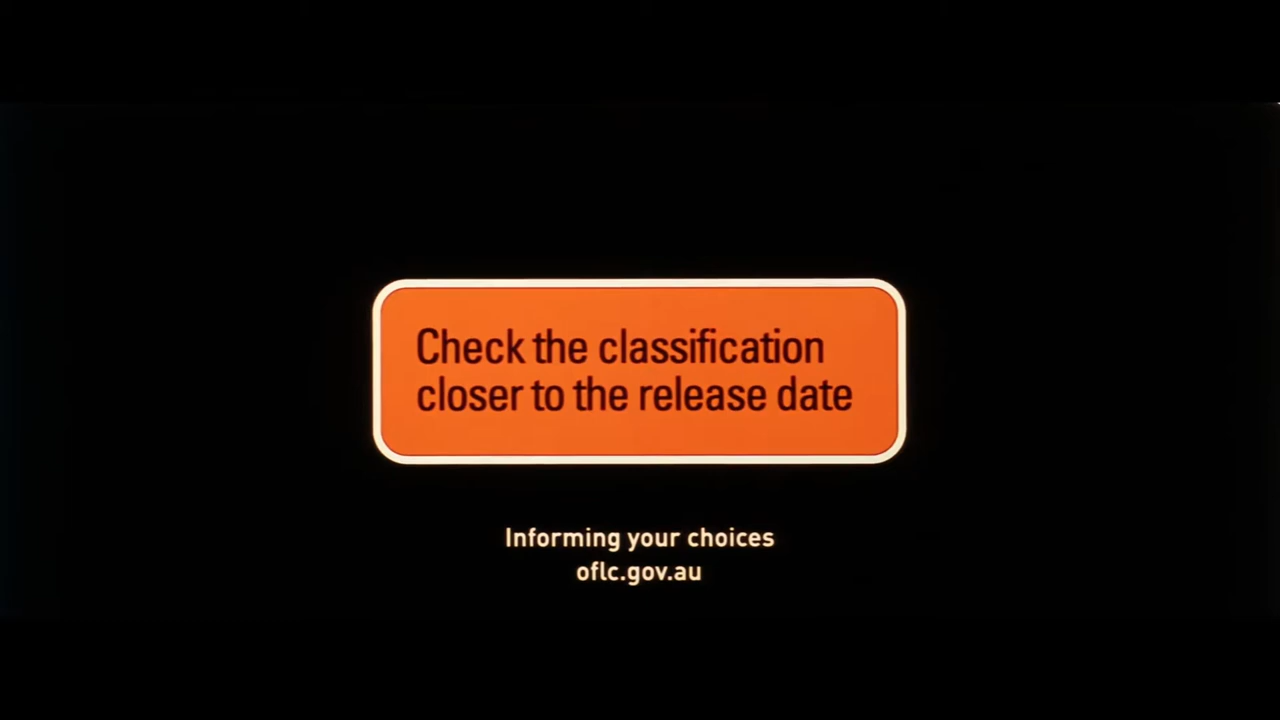 Check the classification
closer to the release date
Informing your choices
oflc.gov.au